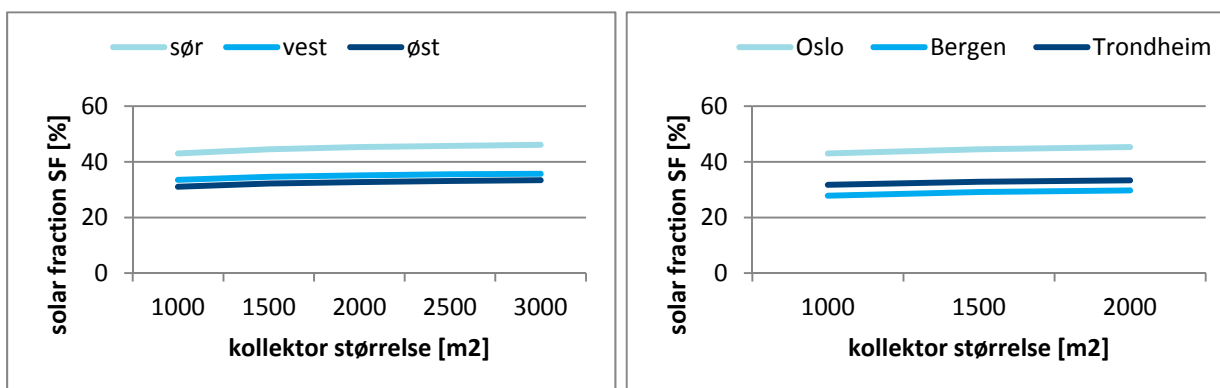 sør vest øst
solar fraction SF [%]
60
40
20
0
1000 1500 2000 2500 3000
kollektor størrelse [m2]
Oslo Bergen Trondheim
solar fraction SF [%]
60
40
20
0
1000 1500 2000
kollektor størrelse [m2]